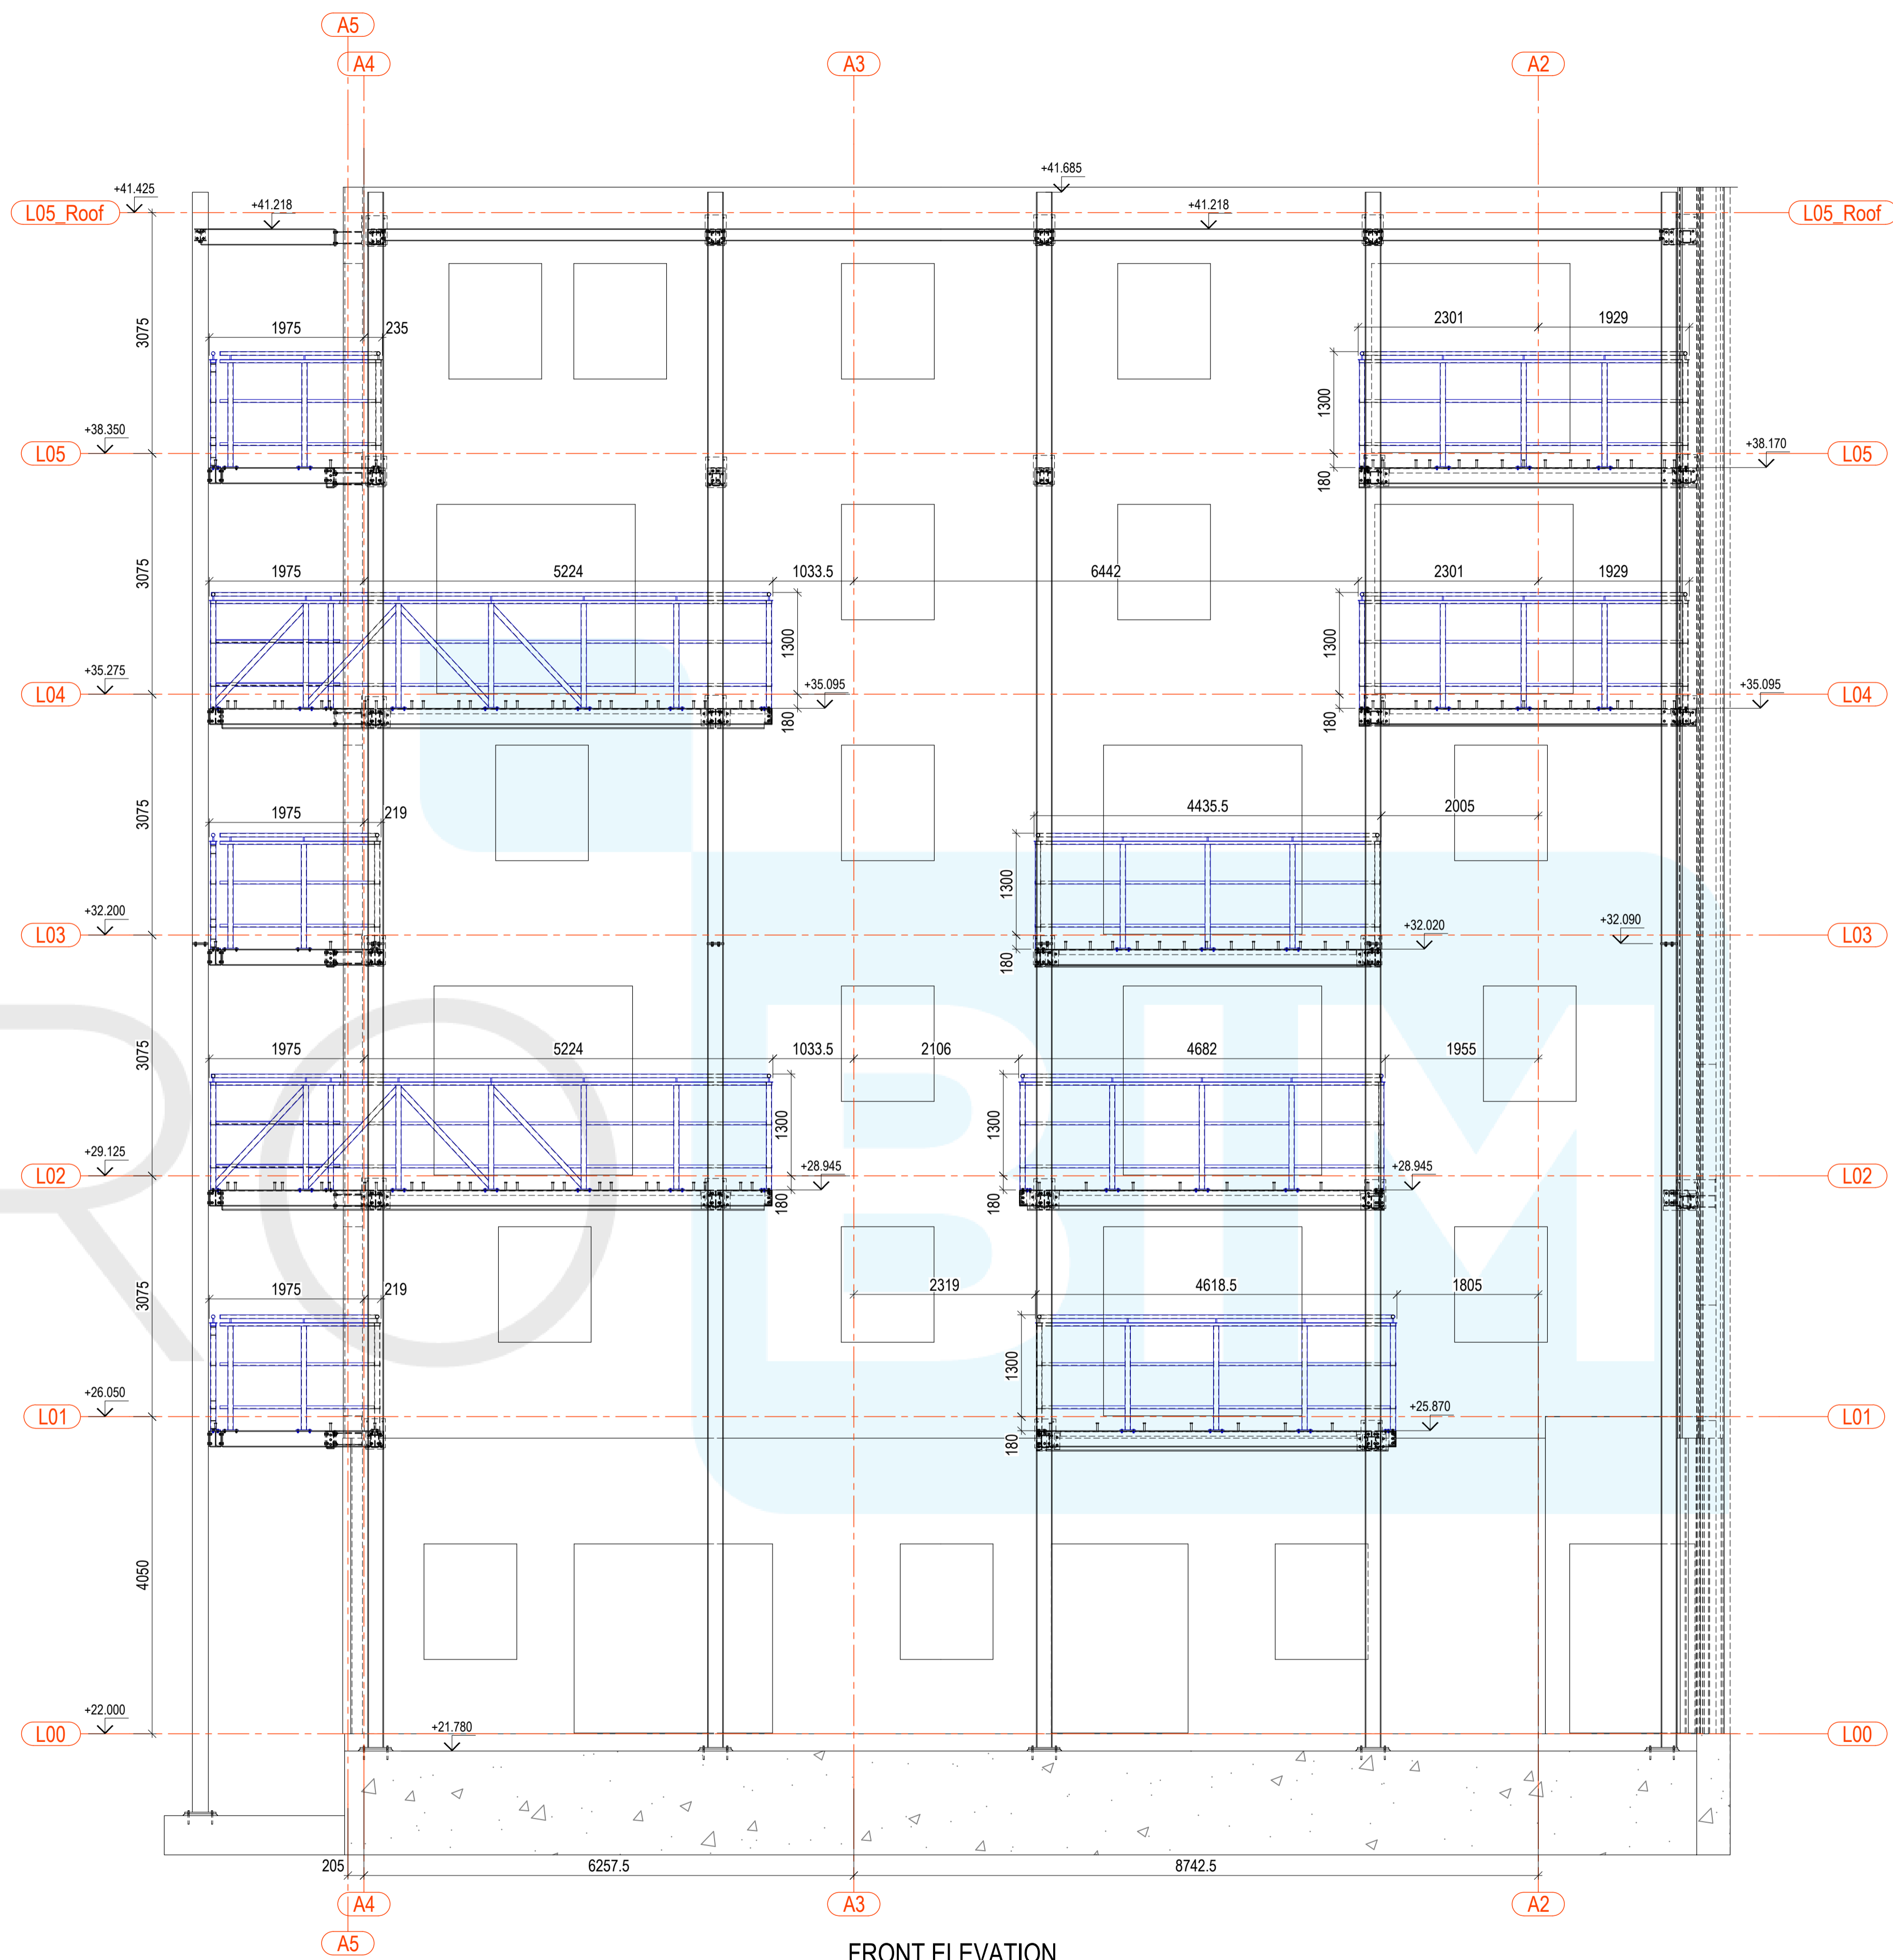 A5
A4
A3
A2
+41.685
+41.425
L05_Roof
+41.218
+41.218
L05_Roof
3075
1975
235
2301
1929
1300
+38.350
L05
+38.170
L05
180
3075
1975
5224
1033.5
6442
2301
1929
1300
1300
+35.275
L04
+35.095
+35.095
L04
180
180
3075
1975
219
4435.5
2005
1300
+32.200
L03
+32.020
+32.090
L03
180
3075
1975
5224
1033.5
2106
4682
1955
1300
1300
+29.125
L02
+28.945
+28.945
L02
180
180
3075
1975
219
2319
4618.5
1805
1300
+26.050
L01
+25.870
L01
180
4050
+22.000
L00
+21.780
L00
205
6257.5
8742.5
A4
A3
A2
A5
FRONT ELEVATION
RO BIM